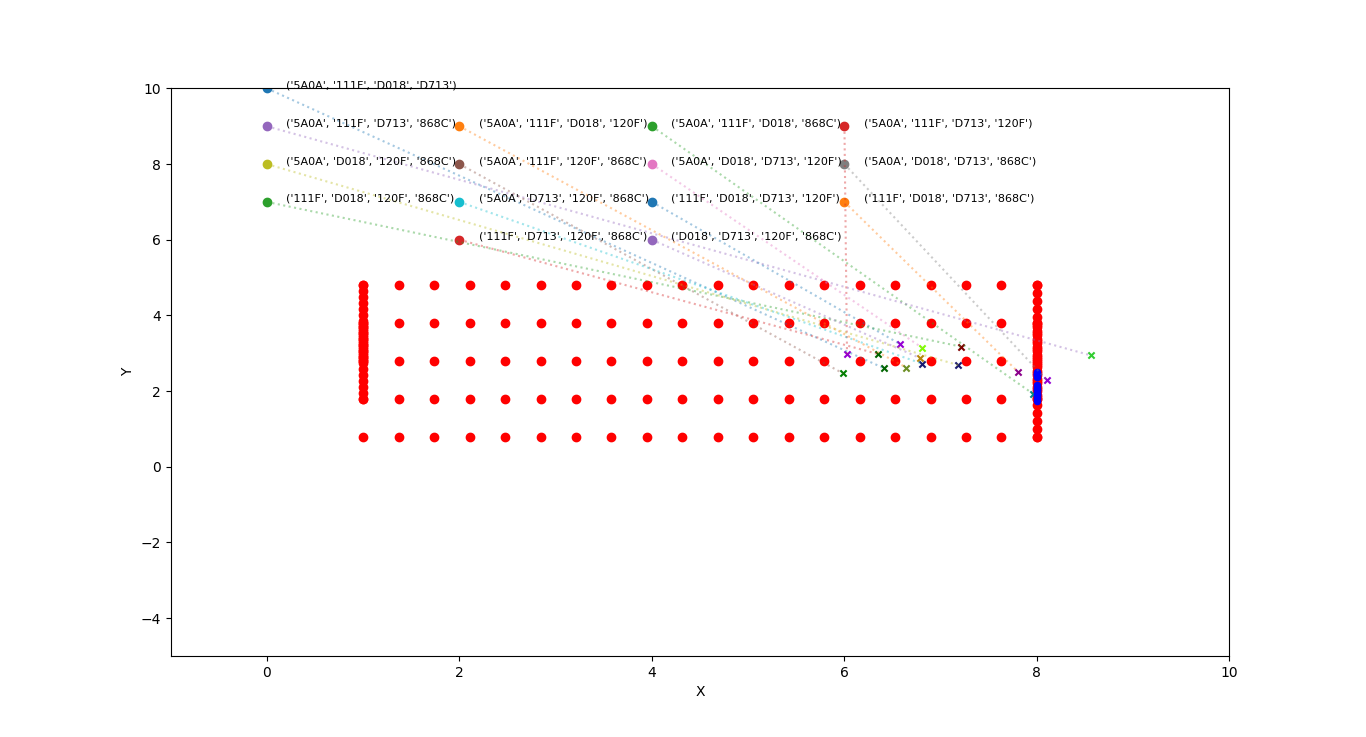 ('5A0A', '111F', 'D018', 'D713')
('5A0A', '111F', 'D713', '868C') ('5A0A', '111F', 'D018', '120F') ('5A0A', '111F', 'D018', '868C') ('5A0A', '111F', 'D713', '120F')
('5A0A', 'D018', '120F', '868C') ('5A0A', '111F', '120F', '868C') ('5A0A', 'D018', 'D713', '120F') ('5A0A', 'D018', 'D713', '868C')
('111F', 'D018', '120F', '868C') ('5A0A', 'D713', '120F', '868C') ('111F', 'D018', 'D713', '120F') ('111F', 'D018', 'D713', '868C')
('111F', 'D713', '120F', '868C') ('D018', 'D713', '120F', '868C')
10
8
6
4
2
0
−2
−4
Y
0 2 4 6 8 10
X